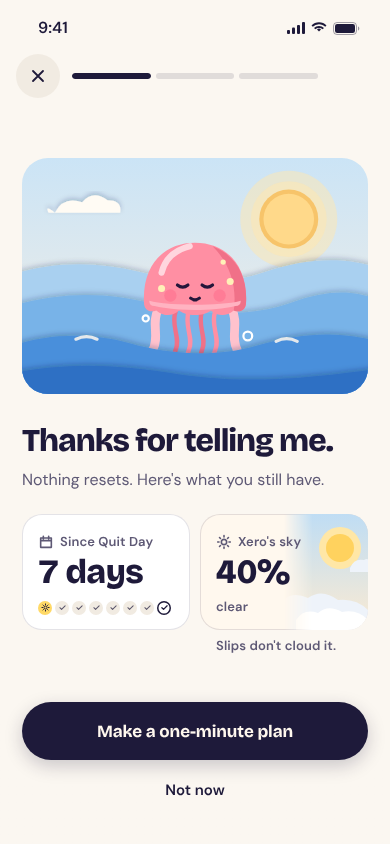 9:41
Thanks for telling me.
Nothing resets. Here's what you still have.
Since Quit Day
7 days
Xero's sky
40%
clear
Slips don't cloud it.
Make a one-minute plan
Not now